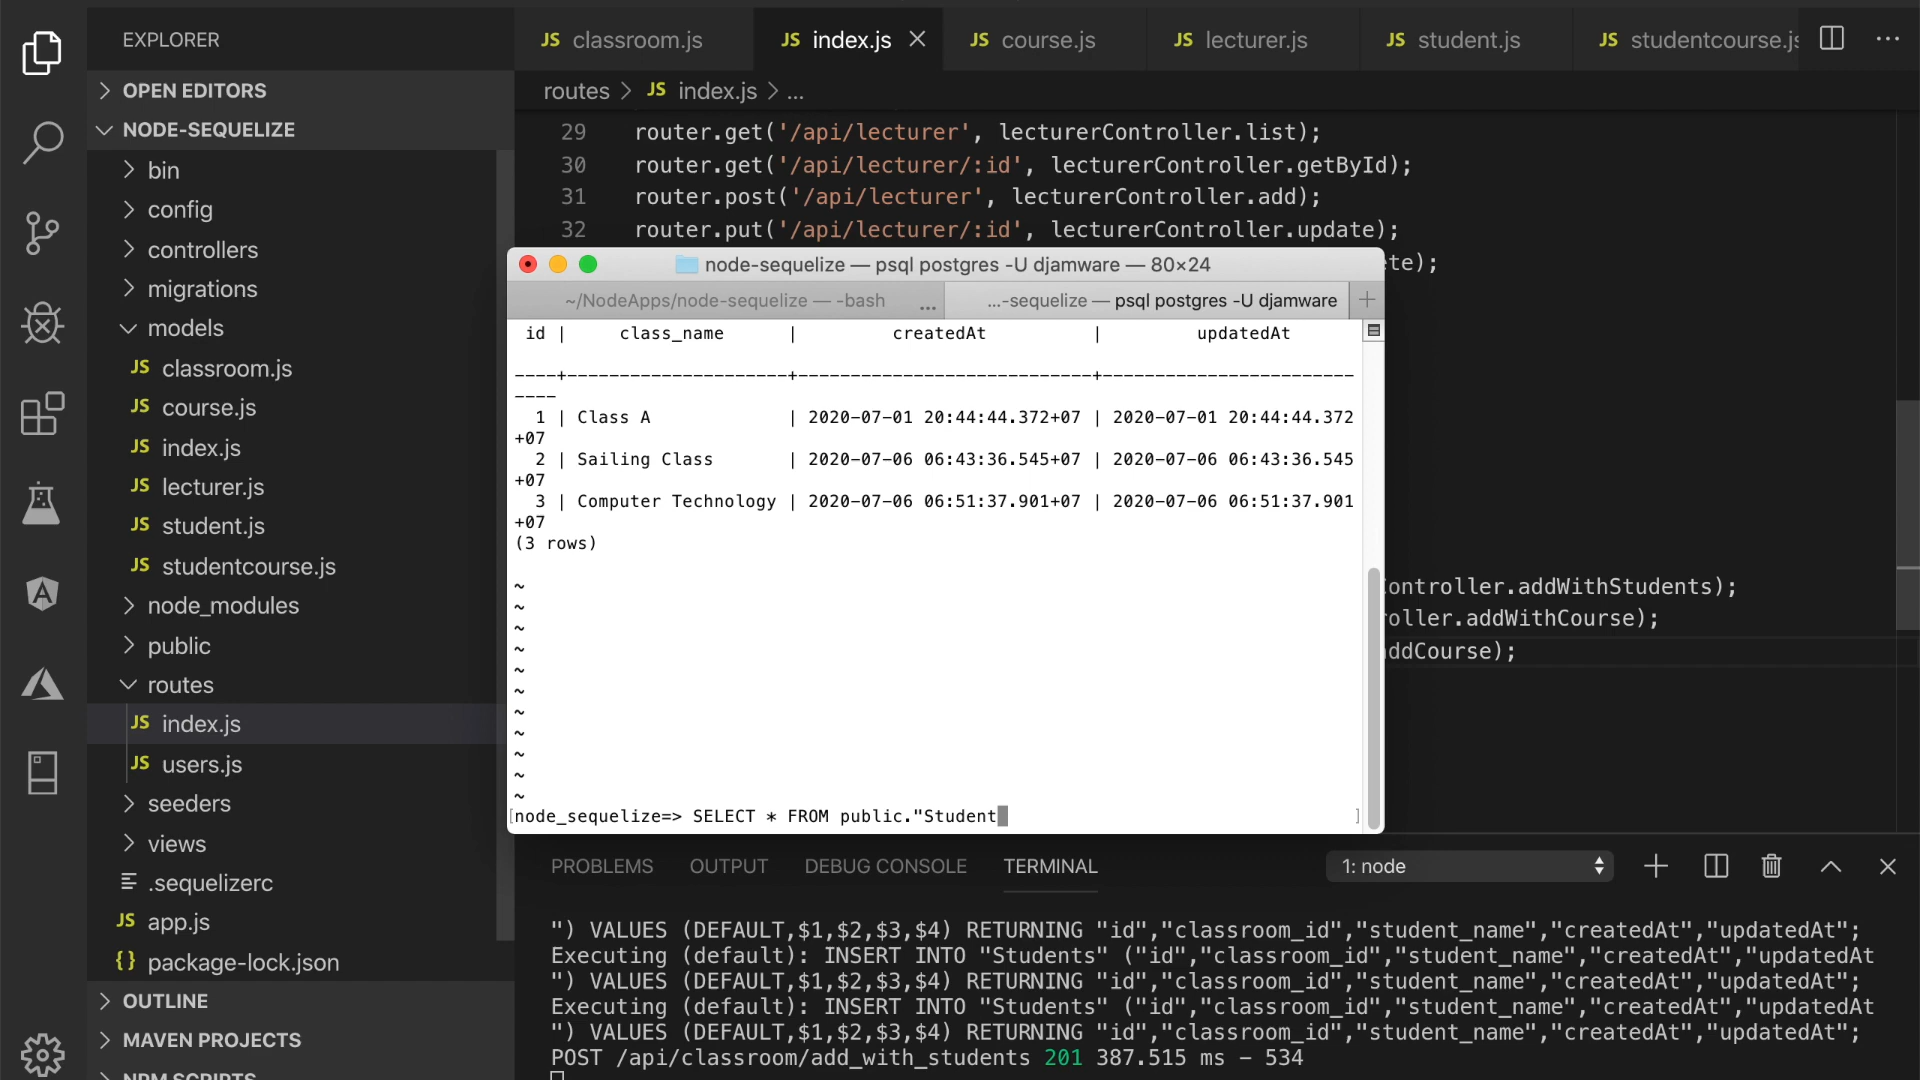 EXPLORER
OPEN EDITORS
NODE-SEQUELIZE
bin
config
controllers
migrations
models
JS classroom.js
JS course.js
JS index.js
JS lecturer.js
JS student.js
JS studentcourse.js
node_modules
public
routes
JS index.js
JS users.js
seeders
views
.sequelizerc
JS app.js
{} package-lock.json
OUTLINE
MAVEN PROJECTS
NPM SCRIPTS
JS classroom.js
JS index.js
JS course.js
JS lecturer.js
JS student.js
JS studentcourse.js
routes > JS index.js > ...
29 router.get('/api/lecturer', lecturerController.list);
30 router.get('/api/lecturer/:id', lecturerController.getById);
31 router.post('/api/lecturer', lecturerController.add);
32 router.put('/api/lecturer/:id', lecturerController.update);
ete);
ontroller.addWithStudents);
oller.addWithCourse);
ddCourse);
node-sequelize — psql postgres -U djamware — 80×24
~/NodeApps/node-sequelize — -bash ...
...-sequelize — psql postgres -U djamware
id | class_name | createdAt | updatedAt
----+---------------------+----------------------------+------------------------
----
1 | Class A | 2020-07-01 20:44:44.372+07 | 2020-07-01 20:44:44.372
+07
2 | Sailing Class | 2020-07-06 06:43:36.545+07 | 2020-07-06 06:43:36.545
+07
3 | Computer Technology | 2020-07-06 06:51:37.901+07 | 2020-07-06 06:51:37.901
+07
(3 rows)
~
~
~
~
~
~
~
~
~
~
~
[node_sequelize=> SELECT * FROM public."Student ]
PROBLEMS OUTPUT DEBUG CONSOLE TERMINAL
1: node
") VALUES (DEFAULT,$1,$2,$3,$4) RETURNING "id","classroom_id","student_name","createdAt","updatedAt";
Executing (default): INSERT INTO "Students" ("id","classroom_id","student_name","createdAt","updatedAt
") VALUES (DEFAULT,$1,$2,$3,$4) RETURNING "id","classroom_id","student_name","createdAt","updatedAt";
Executing (default): INSERT INTO "Students" ("id","classroom_id","student_name","createdAt","updatedAt
") VALUES (DEFAULT,$1,$2,$3,$4) RETURNING "id","classroom_id","student_name","createdAt","updatedAt";
POST /api/classroom/add_with_students 201 387.515 ms - 534